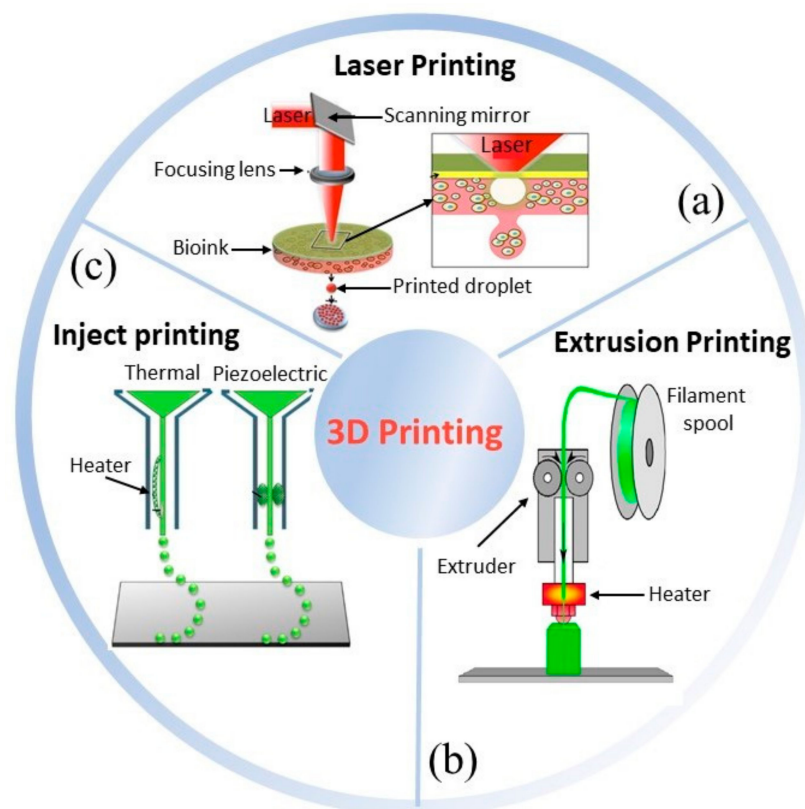 Laser Printing
Laser
Scanning mirror
Laser
Focusing lens
(a)
Bioink
(c)
Printed droplet
Inject printing
Extrusion Printing
Thermal
Piezoelectric
Filament
spool
3D Printing
Heater
Extruder
Heater
(b)